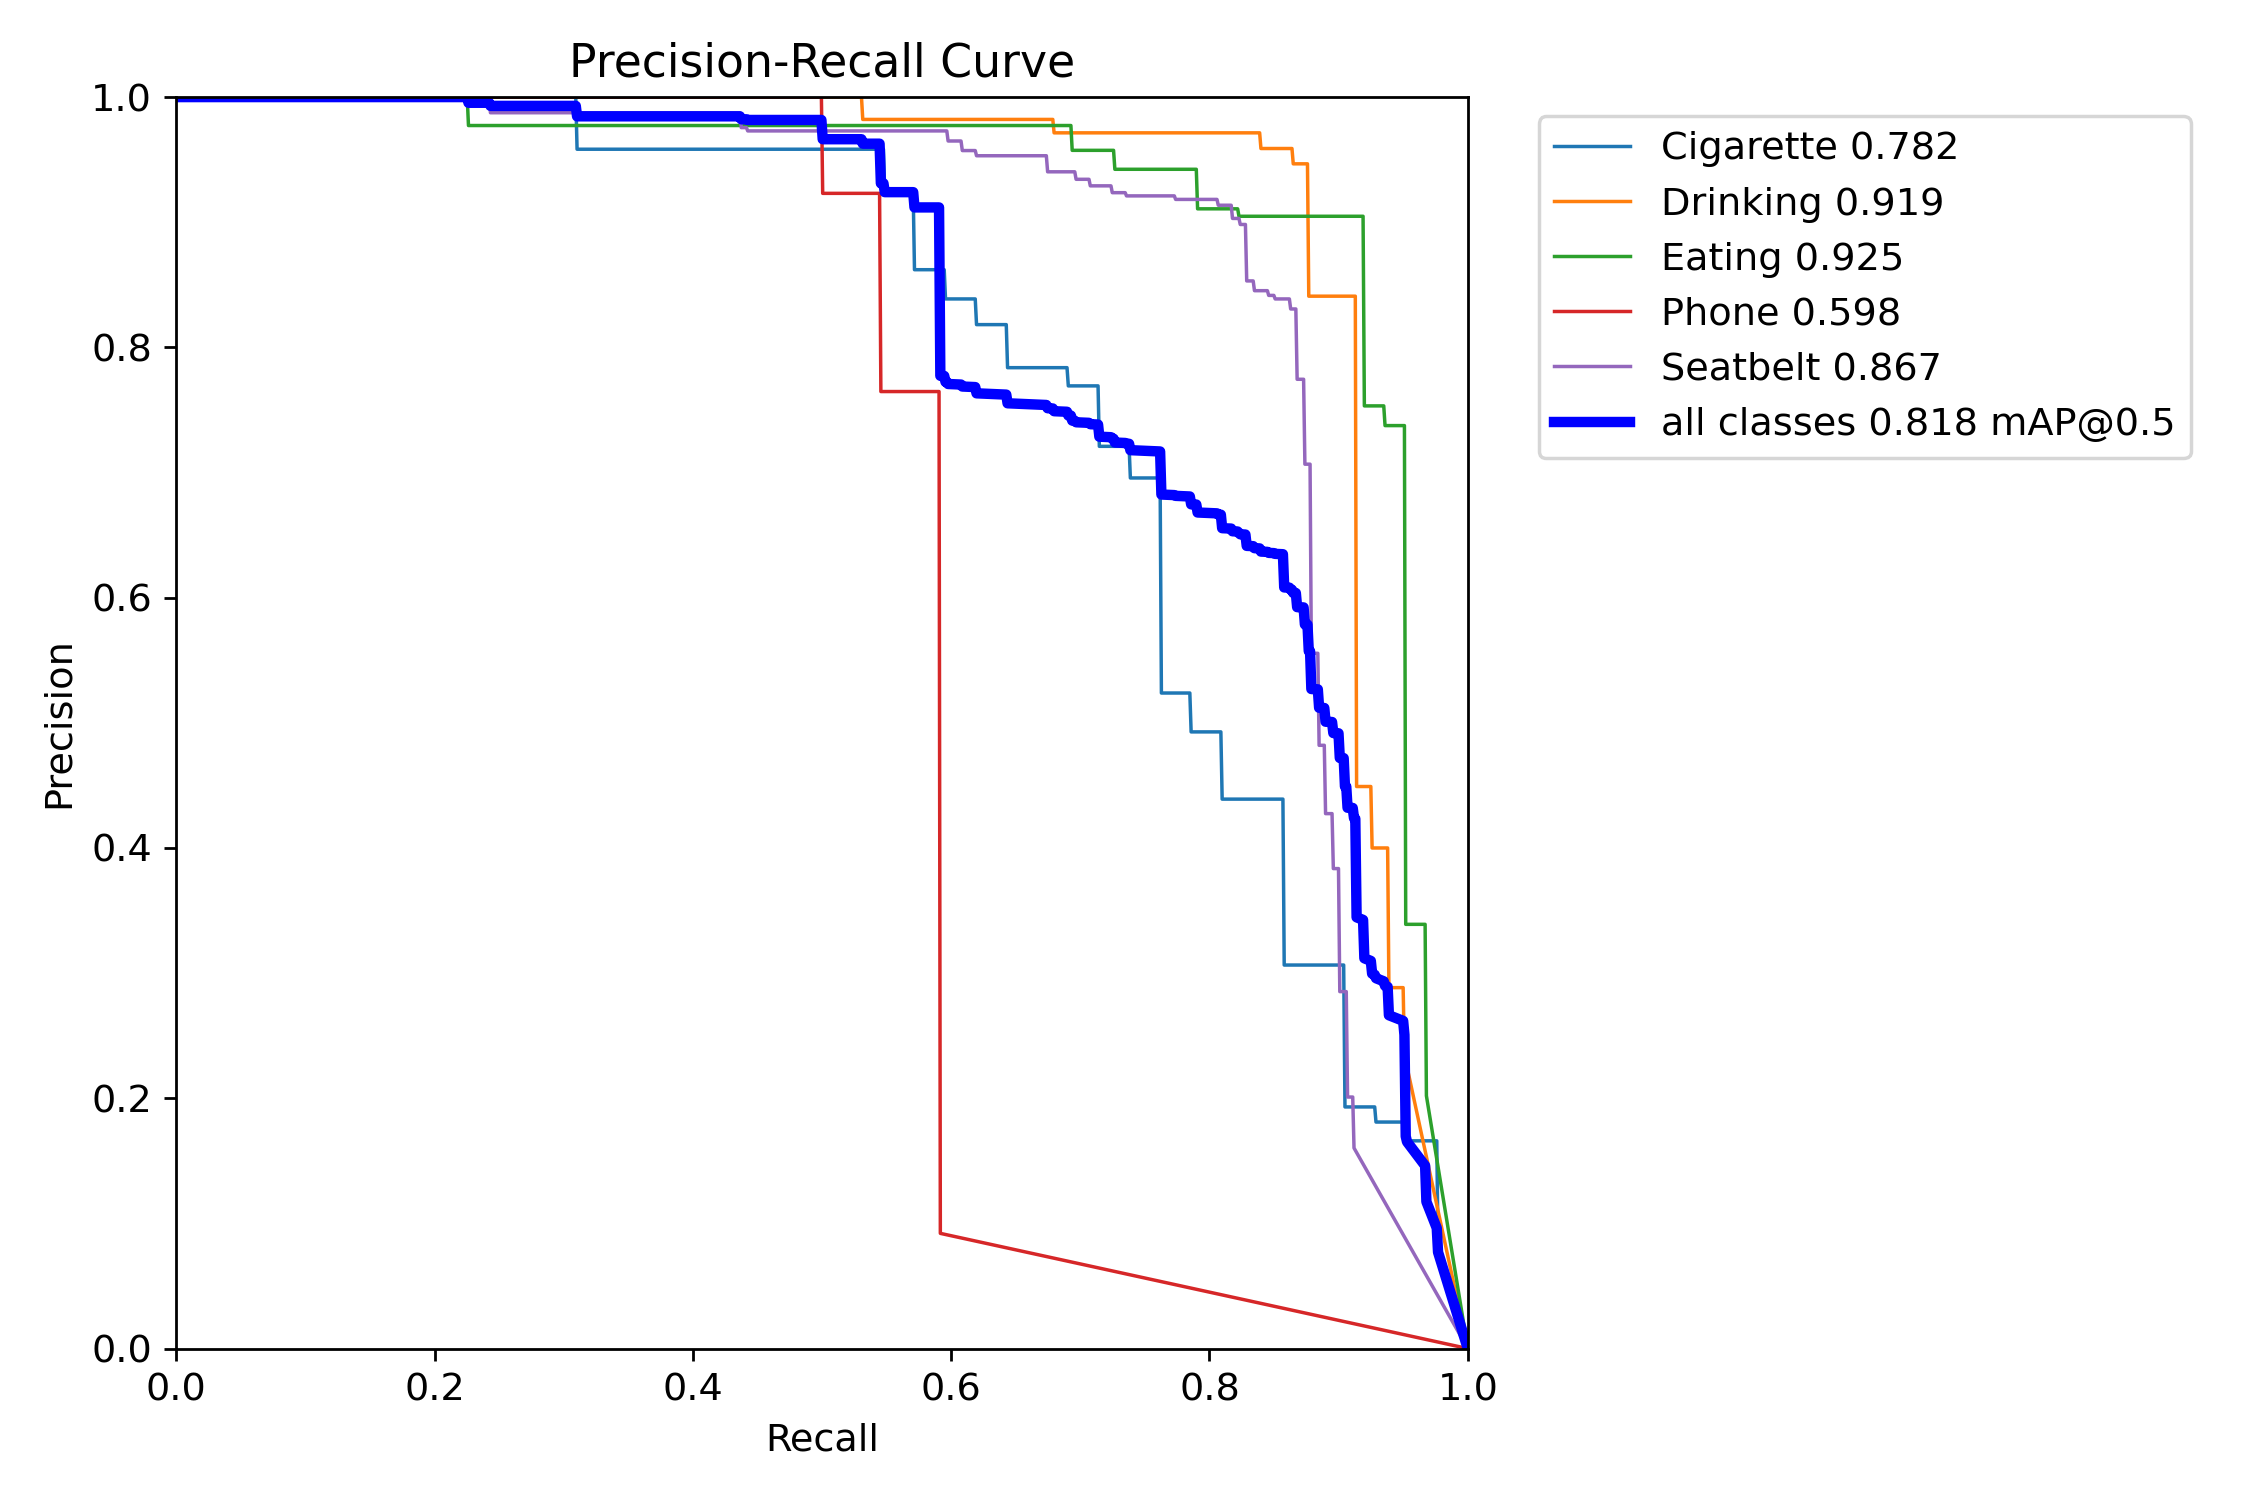 Precision-Recall Curve
1.0
0.8
0.6
0.4
0.2
0.0
Precision
0.0 0.2 0.4 0.6 0.8 1.0
Recall
Cigarette 0.782
Drinking 0.919
Eating 0.925
Phone 0.598
Seatbelt 0.867
all classes 0.818 mAP@0.5